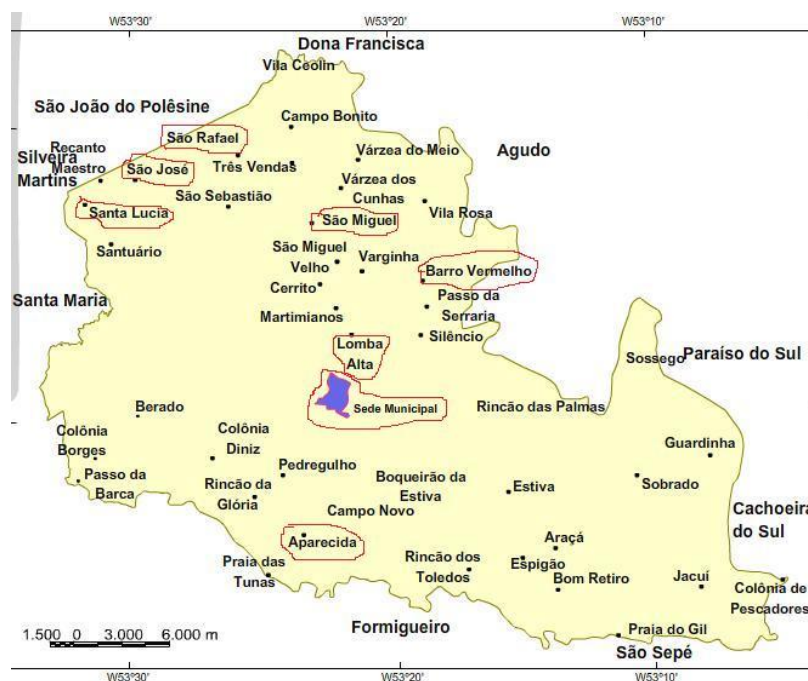 W53°30'
W53°20'
W53°10'
Dona Francisca
Vila Ceolin
São João do Polêsine
Campo Bonito
São Rafael
Recanto
Maestro
Silveira
Martins
São José
Três Vendas
Várzea do Meio
Agudo
Várzea dos
Cunhas
São Sebastião
Santa Lucia
São Miguel
Vila Rosa
Santuário
São Miguel
Velho
Varginha
Barro Vermelho
Cerrito
Santa Maria
Passo da
Serraria
Martimianos
Silêncio
Lomba
Alta
Sossego
Paraíso do Sul
Sede Municipal
Rincão das Palmas
Berado
Colônia
Borges
Colônia
Diniz
Guardinha
Passo da
Barca
Pedregulho
Rincão da
Glória
Boqueirão da
Estiva
Estiva
Sobrado
Campo Novo
Cachoeira
do Sul
Aparecida
Araçá
Praia das
Tunas
Rincão dos
Toledos
Espigão
Bom Retiro
Jacuí
Colônia de
Pescadores
Formigueiro
Praia do Gil
São Sepé
1.500 0 3.000 6.000 m
W53°30'
W53°20'
W53°10'